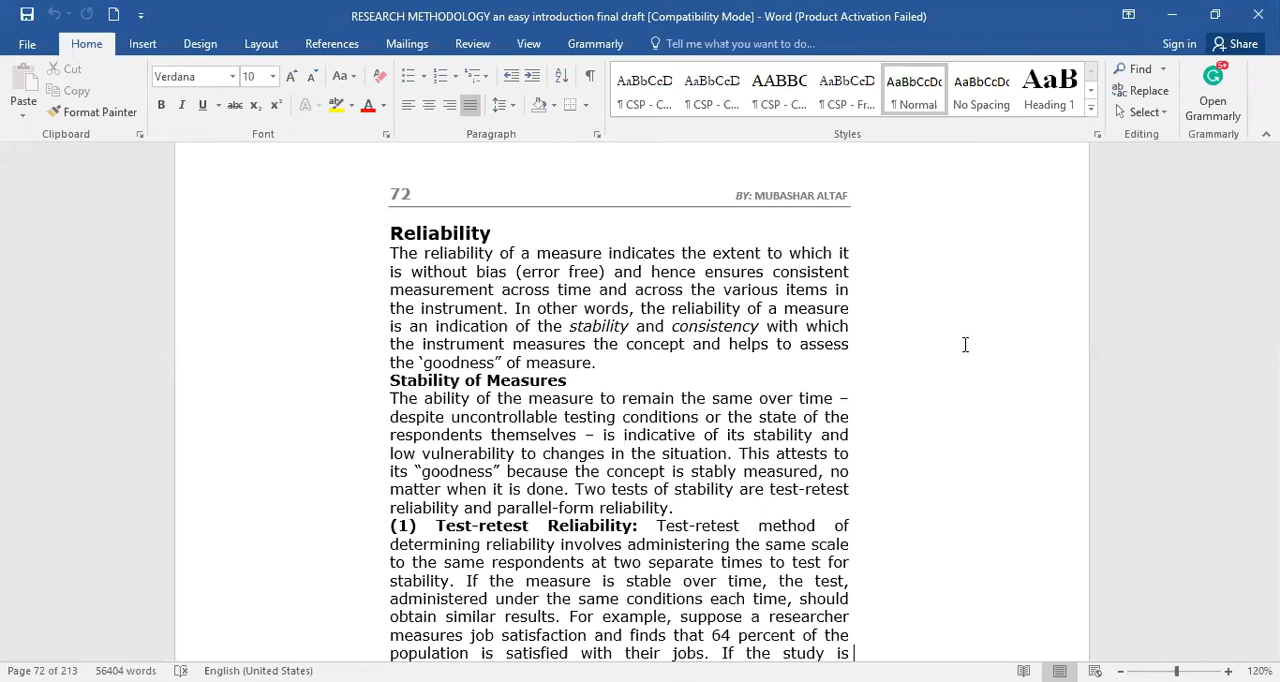 RESEARCH METHODOLOGY an easy introduction final draft [Compatibility Mode] - Word (Product Activation Failed)
File Home Insert Design Layout References Mailings Review View Grammarly Tell me what you want to do... Sign in Share
Paste
Cut
Copy
Format Painter
Clipboard
Verdana 10
Font
Paragraph
AaBbCcD AaBbCcD AABBC AaBbCcD AaBbCcDc AaBbCcDc AaB
¶ CSP - C... ¶ CSP - C... ¶ CSP - C... ¶ CSP - Fr... ¶ Normal No Spacing Heading 1
Styles
Find
Replace
Select
Editing
Open
Grammarly
Grammarly
72 BY: MUBASHAR ALTAF
Reliability
The reliability of a measure indicates the extent to which it
is without bias (error free) and hence ensures consistent
measurement across time and across the various items in
the instrument. In other words, the reliability of a measure
is an indication of the stability and consistency with which
the instrument measures the concept and helps to assess
the ‘goodness” of measure.
Stability of Measures
The ability of the measure to remain the same over time –
despite uncontrollable testing conditions or the state of the
respondents themselves – is indicative of its stability and
low vulnerability to changes in the situation. This attests to
its “goodness” because the concept is stably measured, no
matter when it is done. Two tests of stability are test-retest
reliability and parallel-form reliability.
(1) Test-retest Reliability: Test-retest method of
determining reliability involves administering the same scale
to the same respondents at two separate times to test for
stability. If the measure is stable over time, the test,
administered under the same conditions each time, should
obtain similar results. For example, suppose a researcher
measures job satisfaction and finds that 64 percent of the
population is satisfied with their jobs. If the study is
Page 72 of 213 56404 words English (United States) 120%